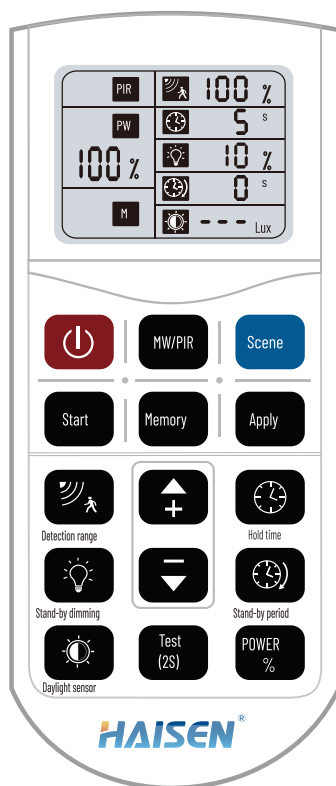 PIR
100 %
PW
5 s
100 %
10 %
0 s
M
--- Lux
MW/PIR
Scene
Start
Memory
Apply
+
Detection range
Hold time
−
Stand-by dimming
Stand-by period
Test
(2S)
POWER
%
Daylight sensor
HAISEN®